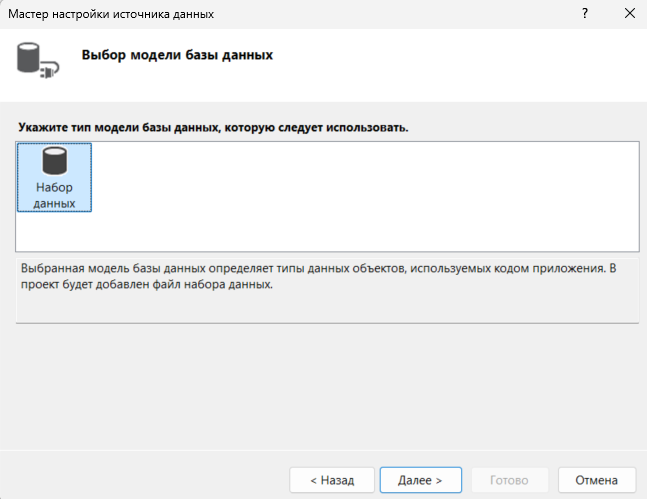 Мастер настройки источника данных
?
Выбор модели базы данных
Укажите тип модели базы данных, которую следует использовать.
Набор
данных
Выбранная модель базы данных определяет типы данных объектов, используемых кодом приложения. В
проект будет добавлен файл набора данных.
< Назад
Далее >
Готово
Отмена